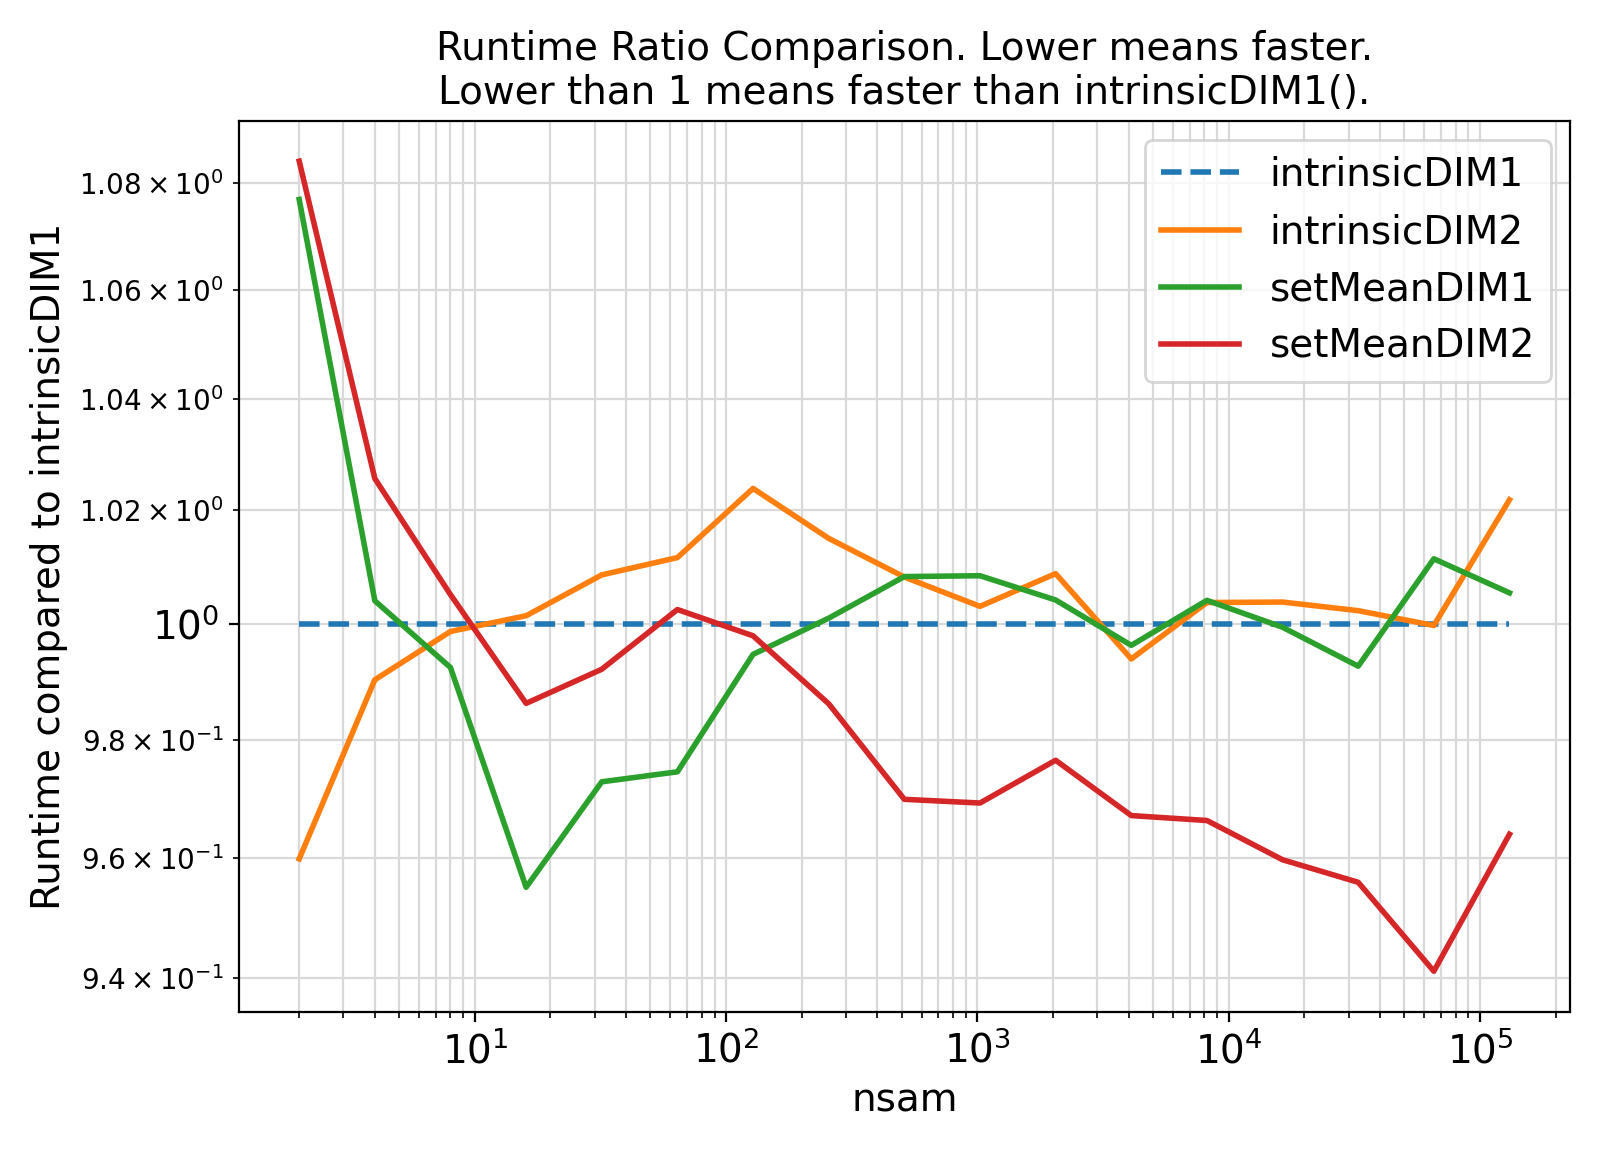 Runtime Ratio Comparison. Lower means faster.
Lower than 1 means faster than intrinsicDIM1().
Runtime compared to intrinsicDIM1
1.08 × 10⁰
1.06 × 10⁰
1.04 × 10⁰
1.02 × 10⁰
10⁰
9.8 × 10⁻¹
9.6 × 10⁻¹
9.4 × 10⁻¹
intrinsicDIM1
intrinsicDIM2
setMeanDIM1
setMeanDIM2
10¹ 10² 10³ 10⁴ 10⁵
nsam